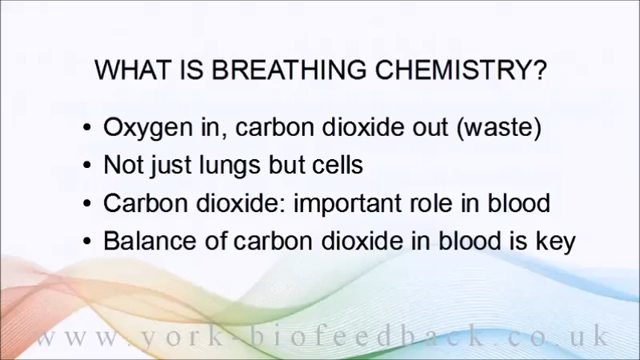 WHAT IS BREATHING CHEMISTRY?
• Oxygen in, carbon dioxide out (waste)
• Not just lungs but cells
• Carbon dioxide: important role in blood
• Balance of carbon dioxide in blood is key
www.york-biofeedback.co.uk